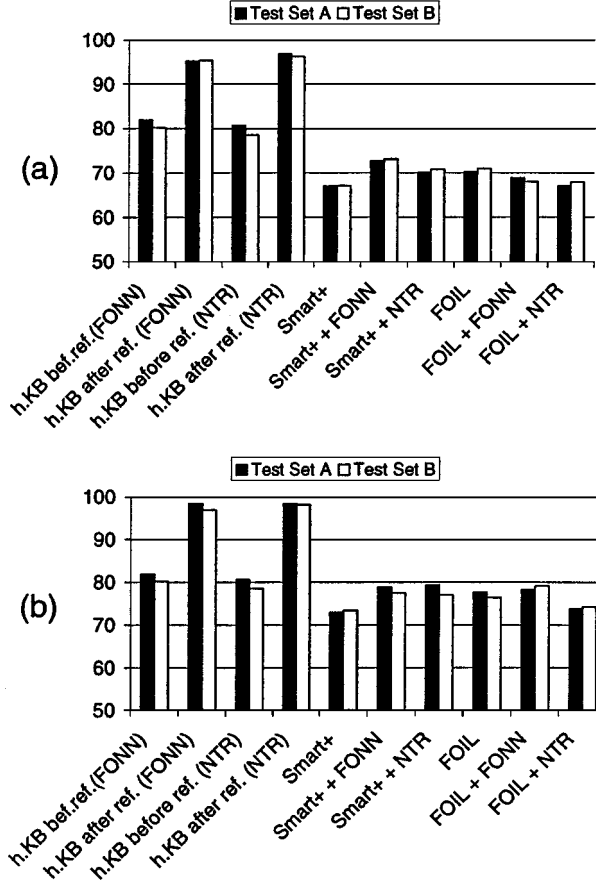 Test Set A Test Set B
100
90
80
70
60
50
(a)
h.KB bef.ref.(FONN)
h.KB after ref. (FONN)
h.KB before ref. (NTR)
h.KB after ref. (NTR)
Smart+
Smart+ + FONN
Smart+ + NTR
FOIL
FOIL + FONN
FOIL + NTR
Test Set A Test Set B
100
90
80
70
60
50
(b)
h.KB bef.ref.(FONN)
h.KB after ref. (FONN)
h.KB before ref. (NTR)
h.KB after ref. (NTR)
Smart+
Smart+ + FONN
Smart+ + NTR
FOIL
FOIL + FONN
FOIL + NTR